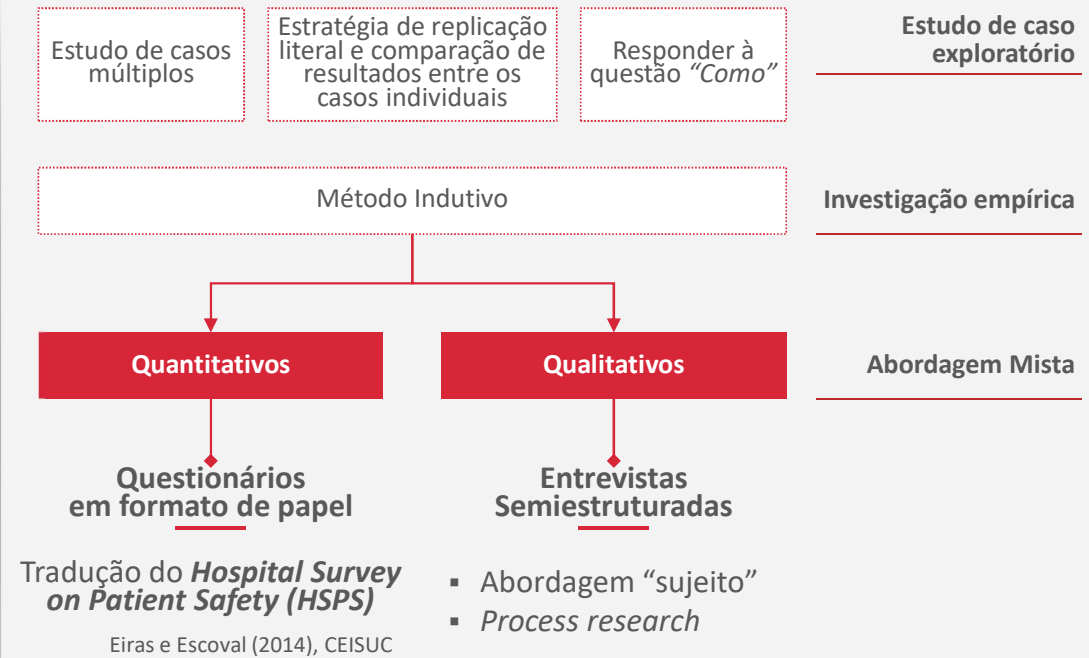 Estudo de casos
múltiplos
Estratégia de replicação
literal e comparação de
resultados entre os
casos individuais
Responder à
questão “Como”
Estudo de caso
exploratório
Método Indutivo
Investigação empírica
Quantitativos
Qualitativos
Abordagem Mista
Questionários
em formato de papel
Tradução do Hospital Survey
on Patient Safety (HSPS)
Eiras e Escoval (2014), CEISUC
Entrevistas
Semiestruturadas
▪ Abordagem “sujeito”
▪ Process research